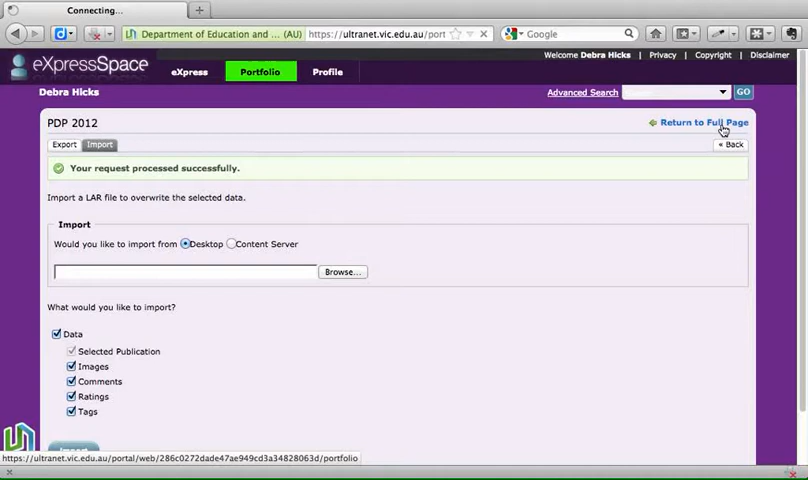 Connecting...
Department of Education and ... (AU) https://ultranet.vic.edu.au/port Google
Welcome Debra Hicks | Privacy | Copyright | Disclaimer
eXpressSpace eXpress Portfolio Profile
Debra Hicks Advanced Search GO
PDP 2012 Return to Full Page
Export Import « Back
Your request processed successfully.
Import a LAR file to overwrite the selected data.
Import
Would you like to import from Desktop Content Server
Browse...
What would you like to import?
Data
Selected Publication
Images
Comments
Ratings
Tags
https://ultranet.vic.edu.au/portal/web/286c0272dade47ae949cd3a34828063d/portfolio